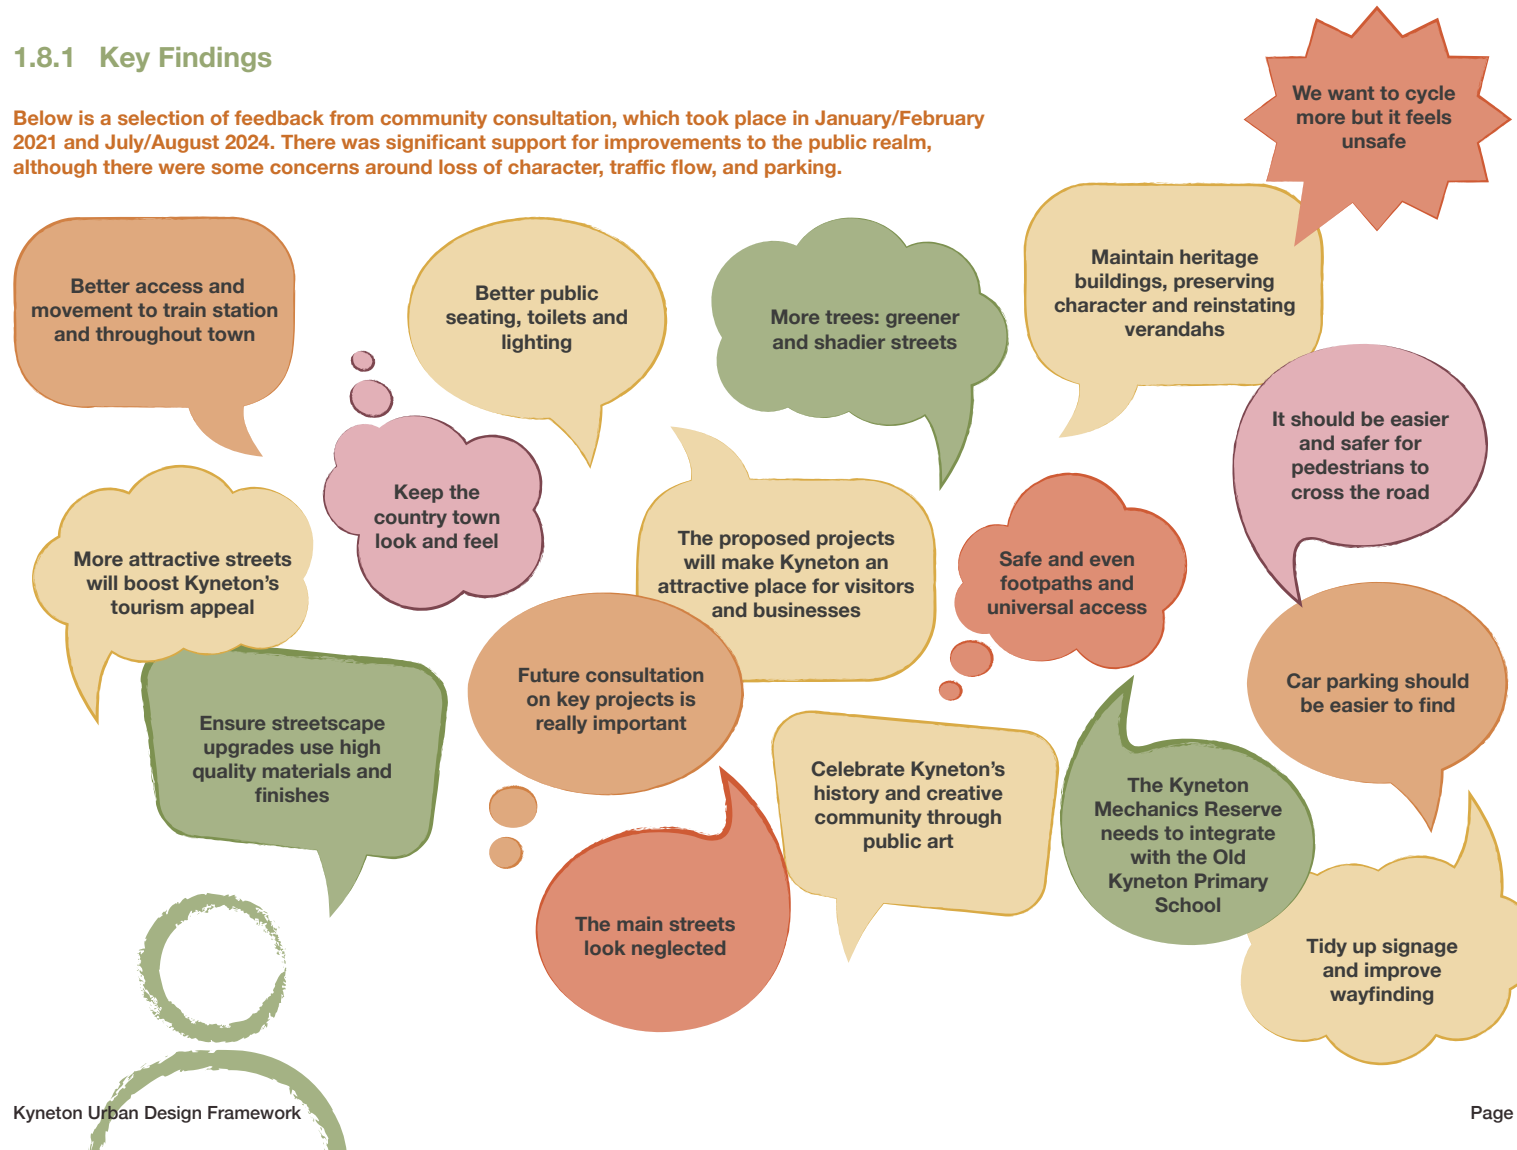 1.8.1 Key Findings
Below is a selection of feedback from community consultation, which took place in January/February
2021 and July/August 2024. There was significant support for improvements to the public realm,
although there were some concerns around loss of character, traffic flow, and parking.
We want to cycle
more but it feels
unsafe
Better access and
movement to train station
and throughout town
Better public
seating, toilets and
lighting
More trees: greener
and shadier streets
Maintain heritage
buildings, preserving
character and reinstating
verandahs
It should be easier
and safer for
pedestrians to
cross the road
Keep the
country town
look and feel
More attractive streets
will boost Kyneton's
tourism appeal
The proposed projects
will make Kyneton an
attractive place for visitors
and businesses
Safe and even
footpaths and
universal access
Future consultation
on key projects is
really important
Car parking should
be easier to find
Ensure streetscape
upgrades use high
quality materials and
finishes
Celebrate Kyneton's
history and creative
community through
public art
The Kyneton
Mechanics Reserve
needs to integrate
with the Old
Kyneton Primary
School
The main streets
look neglected
Tidy up signage
and improve
wayfinding
Kyneton Urban Design Framework
Page